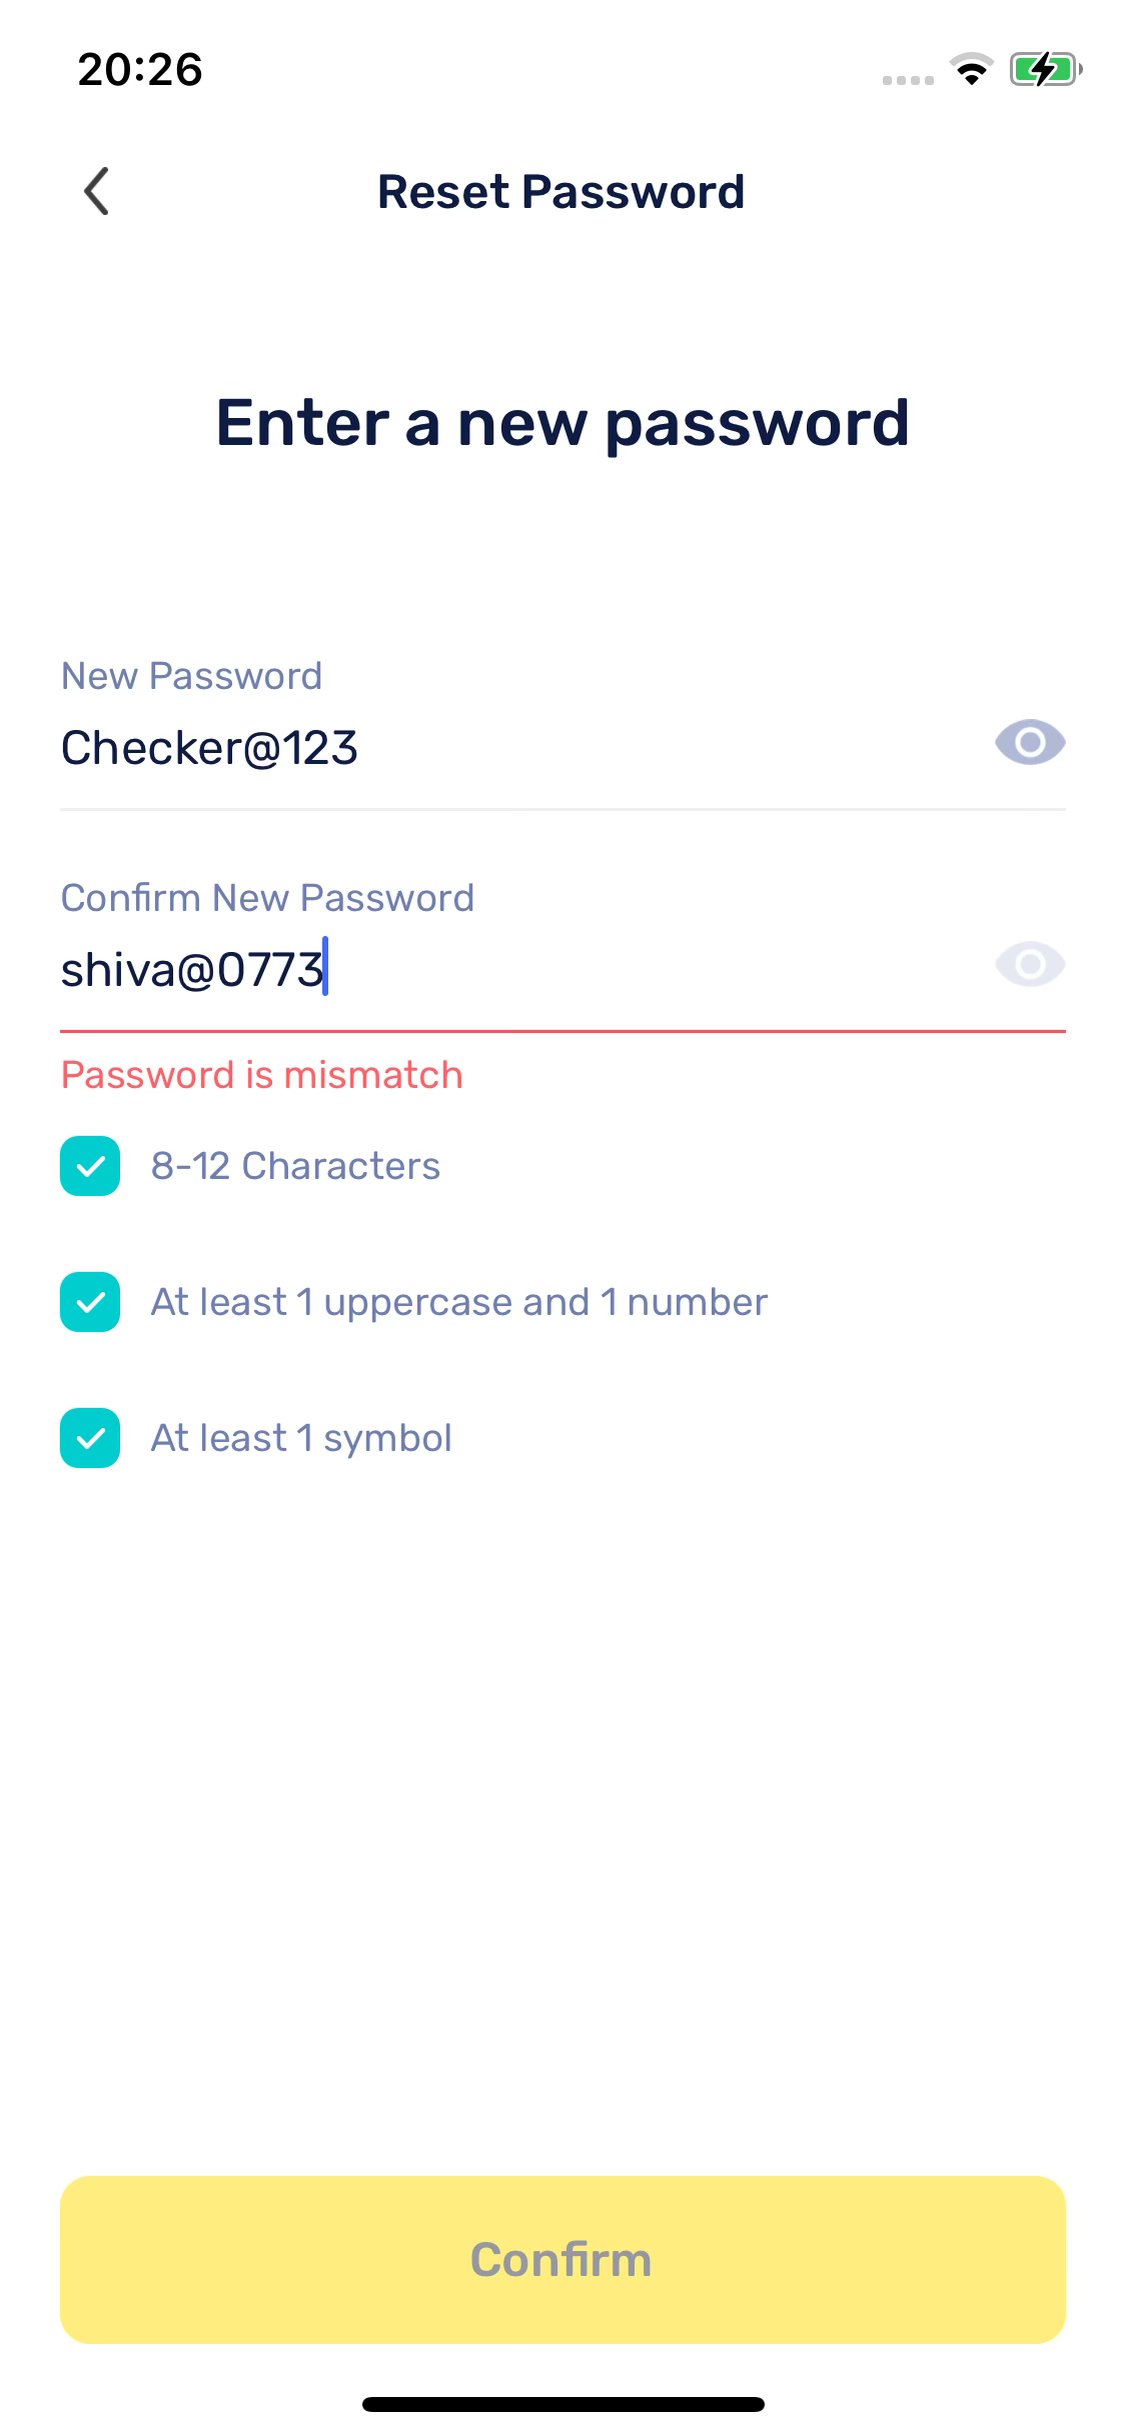 20:26
Reset Password
Enter a new password
New Password
Checker@123
Confirm New Password
shiva@0773
Password is mismatch
8-12 Characters
At least 1 uppercase and 1 number
At least 1 symbol
Confirm